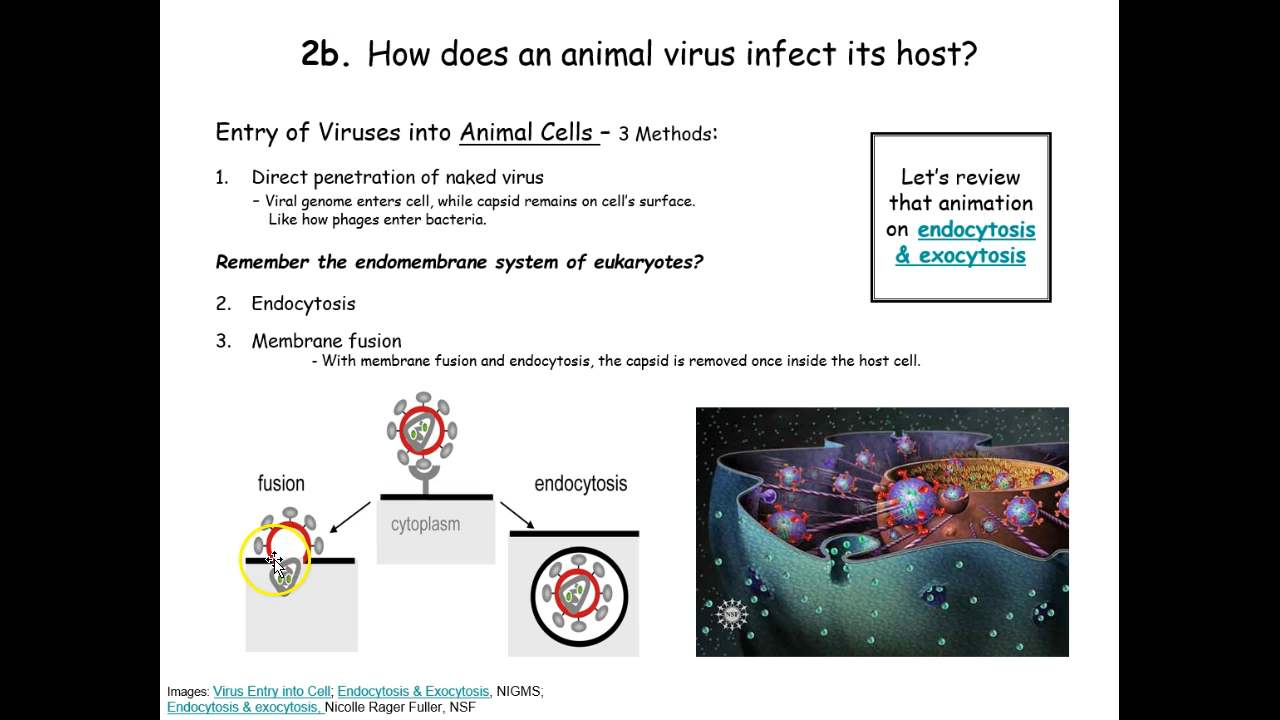 2b. How does an animal virus infect its host?
Entry of Viruses into Animal Cells – 3 Methods:
1. Direct penetration of naked virus
– Viral genome enters cell, while capsid remains on cell's surface.
Like how phages enter bacteria.
Remember the endomembrane system of eukaryotes?
2. Endocytosis
3. Membrane fusion
- With membrane fusion and endocytosis, the capsid is removed once inside the host cell.
Let's review
that animation
on endocytosis
& exocytosis
fusion
cytoplasm
endocytosis
NSF
Images: Virus Entry into Cell; Endocytosis & Exocytosis, NIGMS;
Endocytosis & exocytosis, Nicolle Rager Fuller, NSF